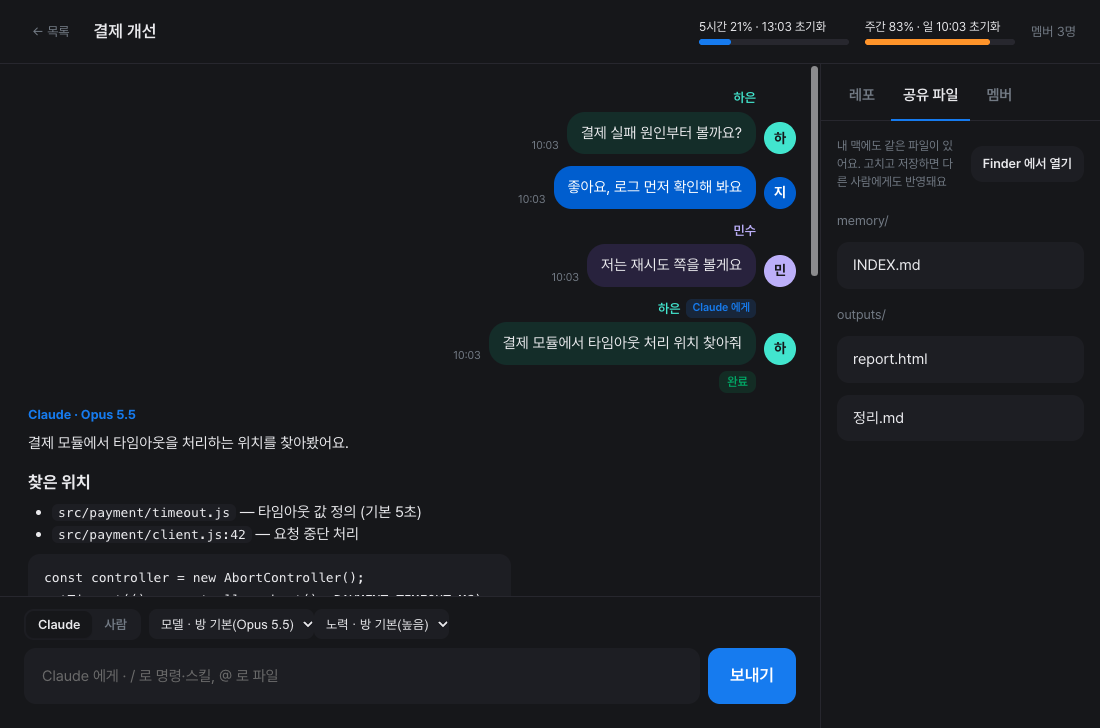 ← 목록
결제 개선
5시간 21% · 13:03 초기화
주간 83% · 일 10:03 초기화
멤버 3명
하은
결제 실패 원인부터 볼까요?
10:03
하
좋아요, 로그 먼저 확인해 봐요
10:03
지
민수
저는 재시도 쪽을 볼게요
10:03
민
하은 Claude 에게
결제 모듈에서 타임아웃 처리 위치 찾아줘
10:03
하
완료
Claude · Opus 5.5
결제 모듈에서 타임아웃을 처리하는 위치를 찾아봤어요.
찾은 위치
src/payment/timeout.js — 타임아웃 값 정의 (기본 5초)
src/payment/client.js:42 — 요청 중단 처리
const controller = new AbortController();
Claude
사람
모델 · 방 기본(Opus 5.5)
노력 · 방 기본(높음)
Claude 에게 · / 로 명령·스킬, @ 로 파일
보내기
레포
공유 파일
멤버
내 맥에도 같은 파일이 있
어요. 고치고 저장하면 다
른 사람에게도 반영돼요
Finder 에서 열기
memory/
INDEX.md
outputs/
report.html
정리.md